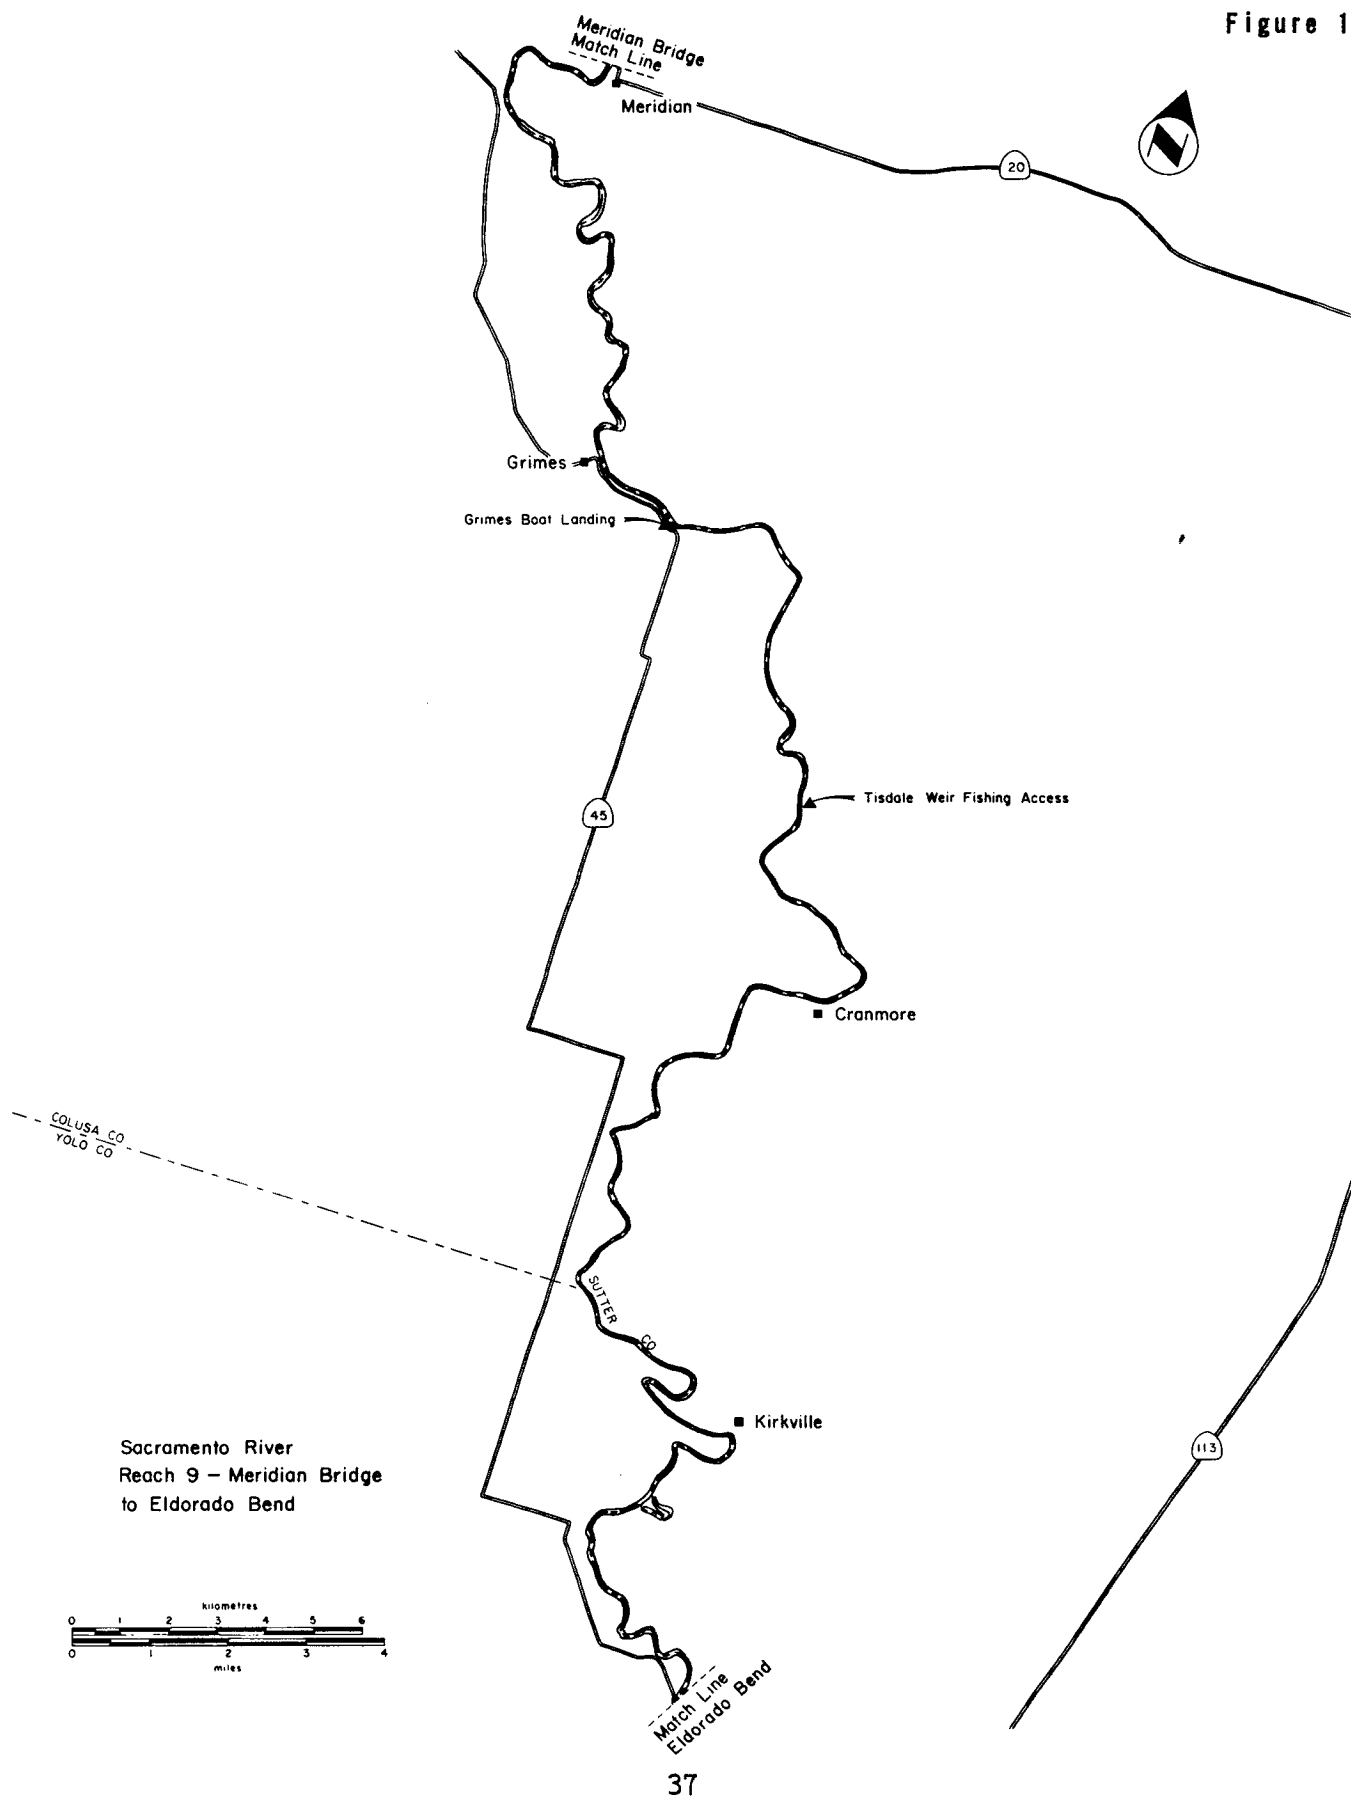 Figure 1
Meridian Bridge
Match Line
Meridian
N
20
Grimes
Grimes Boat Landing
Tisdale Weir Fishing Access
45
Cranmore
COLUSA CO
YOLO CO
SUTTER CO
Kirkville
113
Sacramento River
Reach 9 – Meridian Bridge
to Eldorado Bend
kilometres
0 1 2 3 4 5 6
0 1 2 3 4
miles
Match Line
Eldorado Bend
37